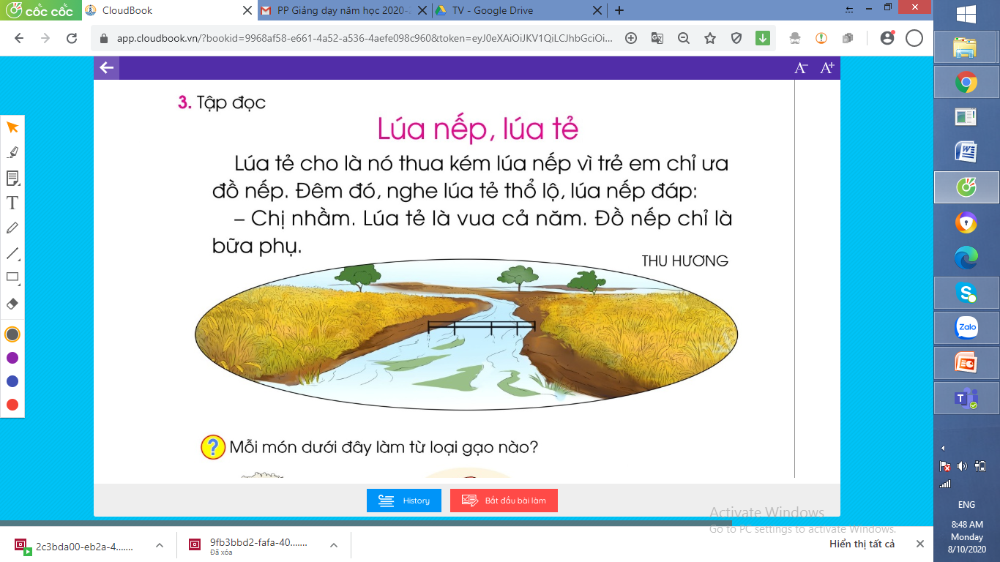 cốc cốc
CloudBook
PP Giảng dạy năm học 2020-2
TV - Google Drive
app.cloudbook.vn/?bookid=9968af58-e661-4a52-a536-4aefe098c960&token=eyJ0eXAiOiJKV1QiLCJhbGciOi...
A- A+
3. Tập đọc
Lúa nếp, lúa tẻ
Lúa tẻ cho là nó thua kém lúa nếp vì trẻ em chỉ ưa
đồ nếp. Đêm đó, nghe lúa tẻ thổ lộ, lúa nếp đáp:
– Chị nhầm. Lúa tẻ là vua cả năm. Đồ nếp chỉ là
bữa phụ.
THU HƯƠNG
? Mỗi món dưới đây làm từ loại gạo nào?
T
History
Bắt đầu bài làm
Activate Windows
Go to PC settings to activate Windows.
2c3bda00-eb2a-4.......
9fb3bbd2-fafa-40.......
Đã xóa
Hiển thị tất cả
Zalo
ENG
8:48 AM
Monday
8/10/2020